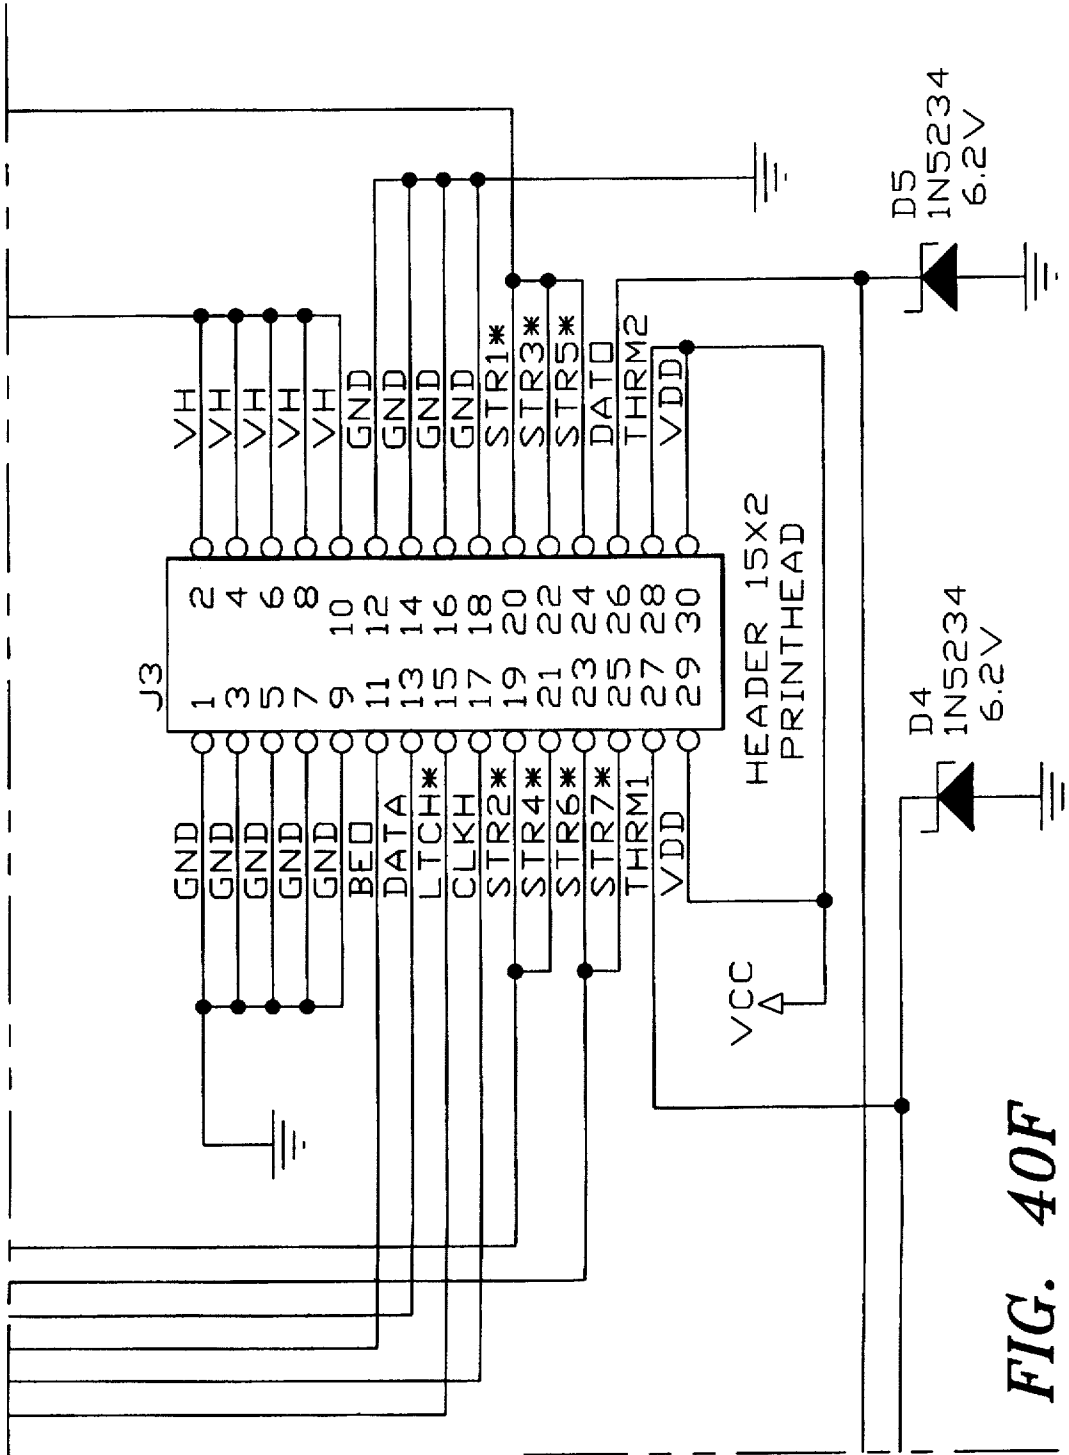 J3
GND 1 2 VH
GND 3 4 VH
GND 5 6 VH
GND 7 8 VH
GND 9 10 VH
BEO 11 12 GND
DATA 13 14 GND
LTCH* 15 16 GND
CLKH 17 18 GND
STR2* 19 20 STR1*
STR4* 21 22 STR3*
STR6* 23 24 STR5*
STR7* 25 26 DATO
THRM1 27 28 THRM2
VDD 29 30 VDD
VCC
HEADER 15X2
PRINTHEAD
D5
1N5234
6.2V
D4
1N5234
6.2V
FIG. 40F